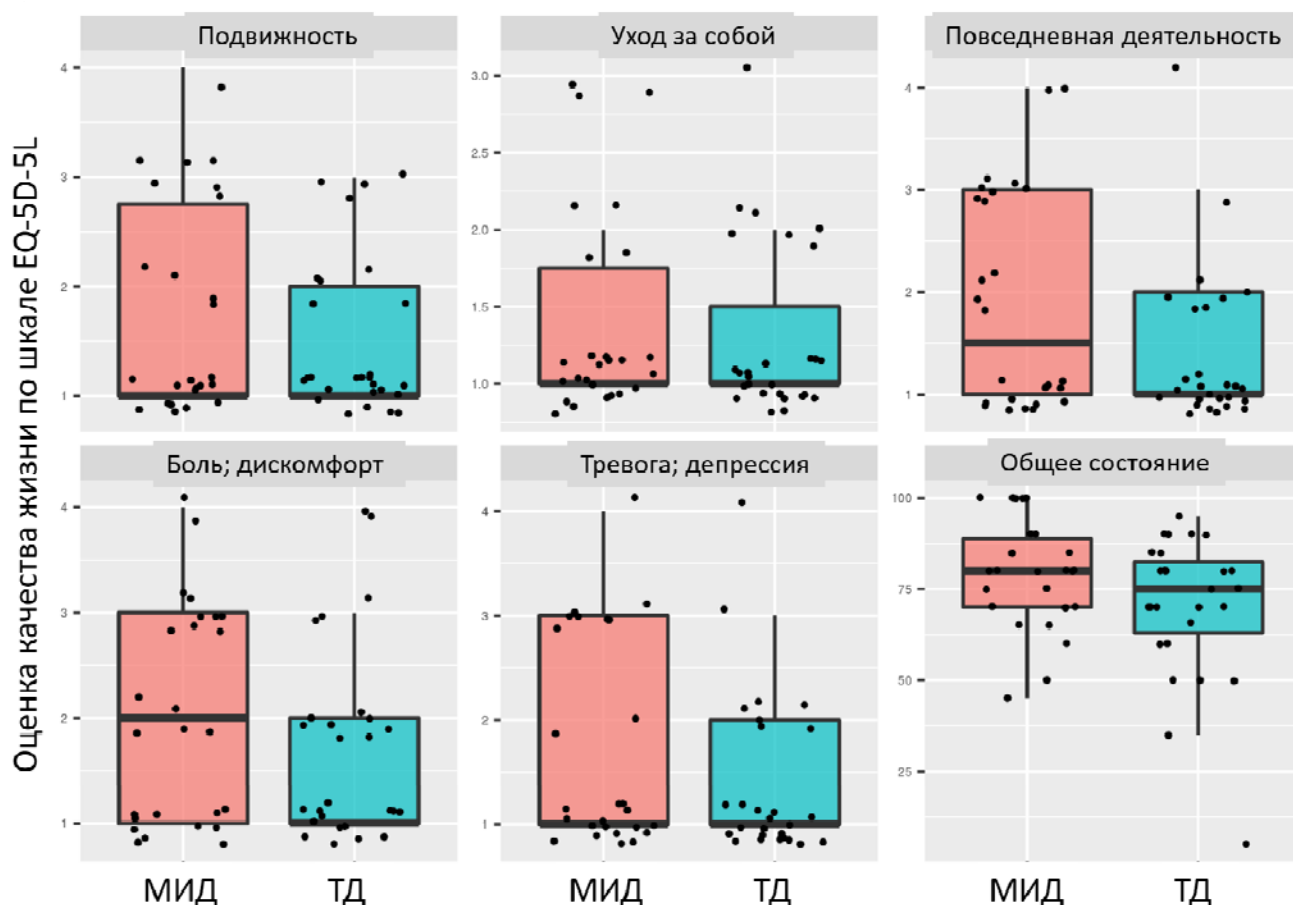 Оценка качества жизни по шкале EQ-5D-5L
Подвижность
Уход за собой
Повседневная деятельность
4
3
2
1
3.0
2.5
2.0
1.5
1.0
4
3
2
1
Боль; дискомфорт
Тревога; депрессия
Общее состояние
4
3
2
1
4
3
2
1
100
75
50
25
МИД
ТД
МИД
ТД
МИД
ТД